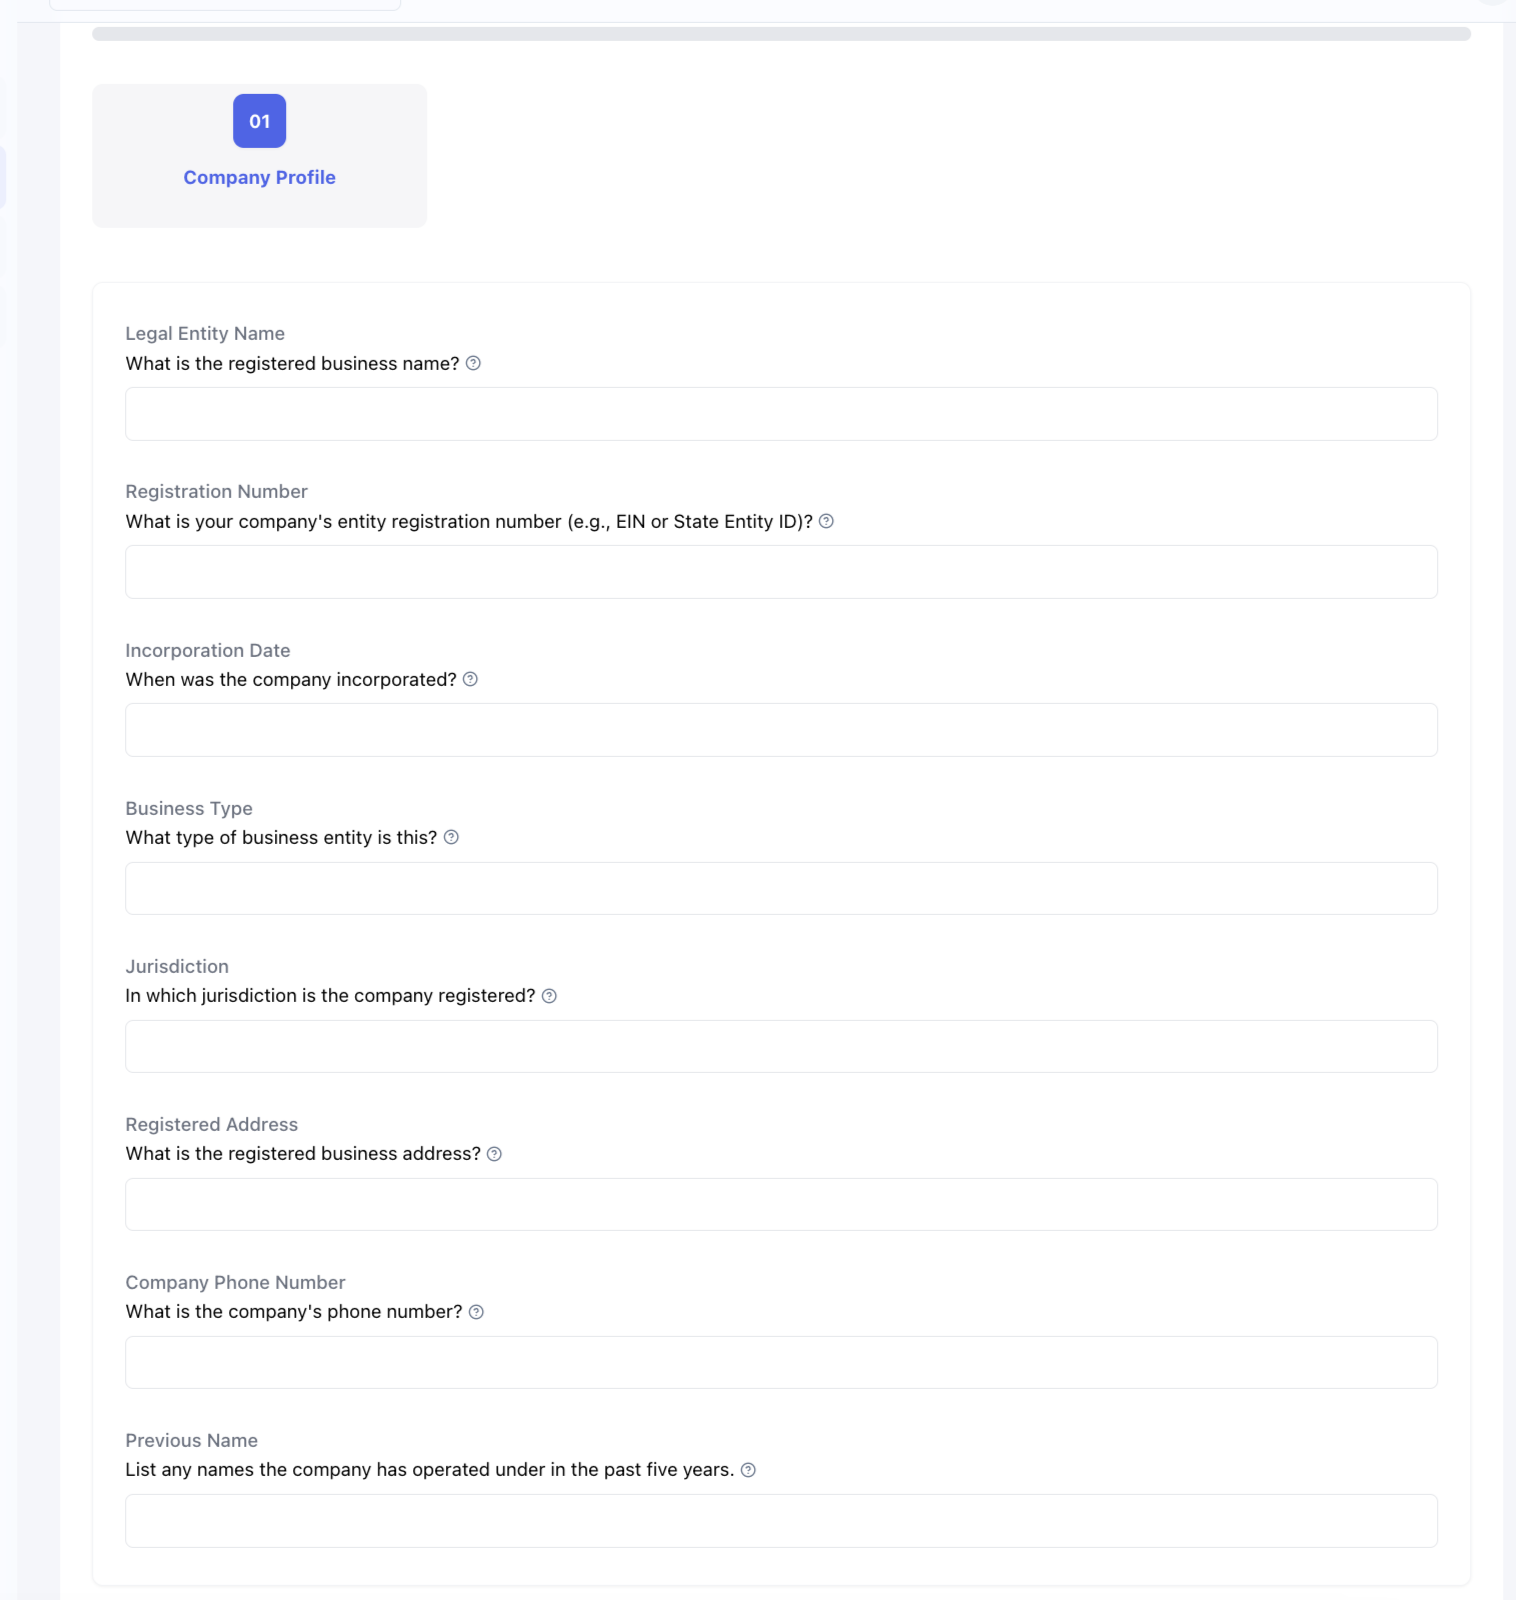 01
Company Profile
Legal Entity Name
What is the registered business name?
Registration Number
What is your company's entity registration number (e.g., EIN or State Entity ID)?
Incorporation Date
When was the company incorporated?
Business Type
What type of business entity is this?
Jurisdiction
In which jurisdiction is the company registered?
Registered Address
What is the registered business address?
Company Phone Number
What is the company's phone number?
Previous Name
List any names the company has operated under in the past five years.